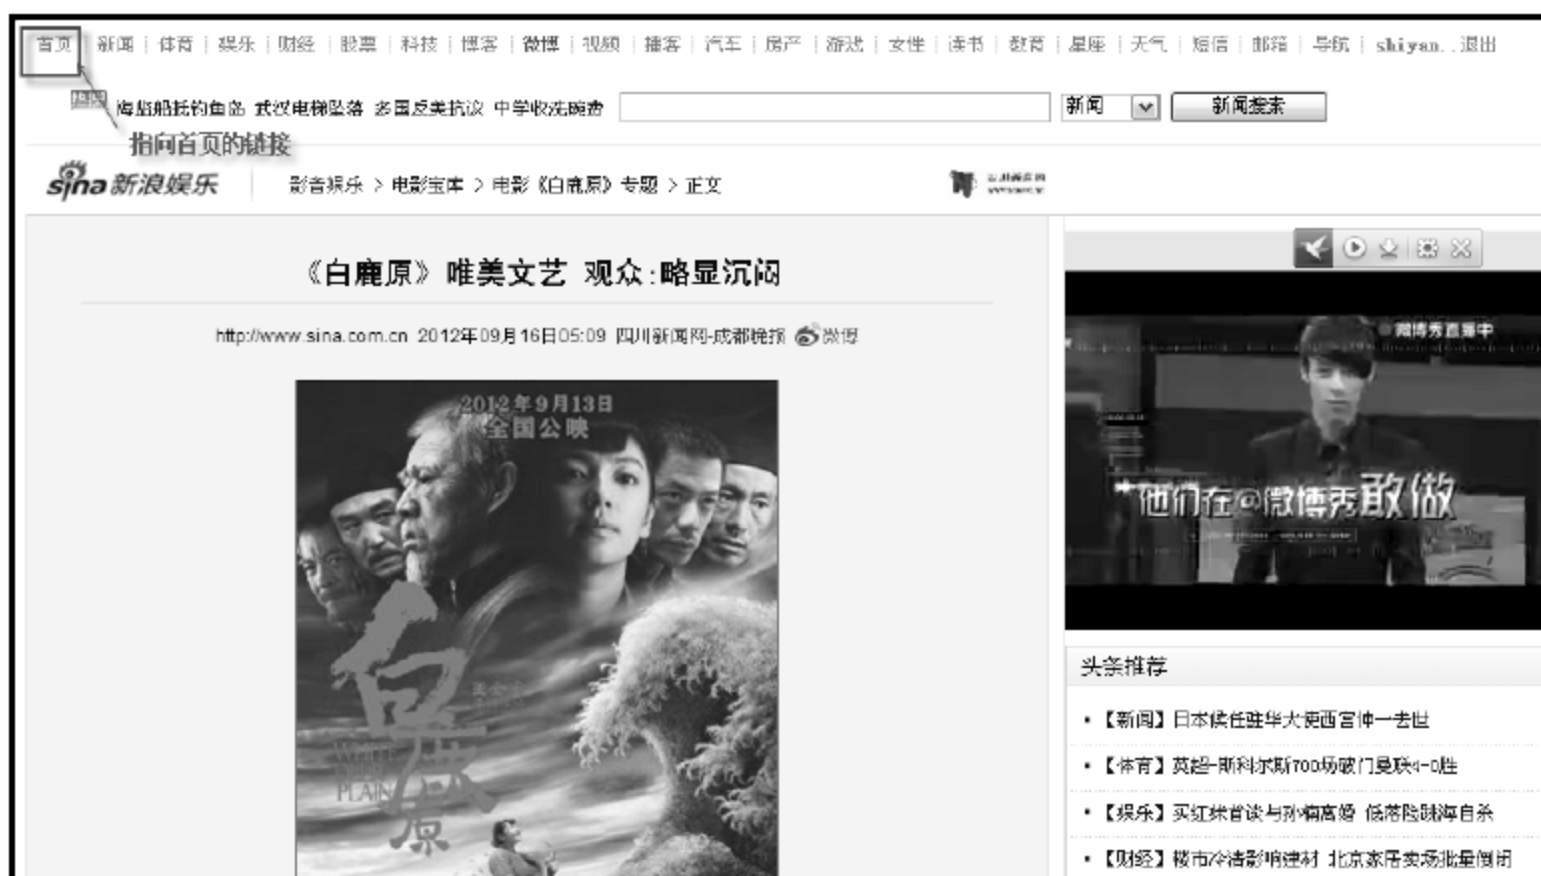 首页 新闻 体育 娱乐 财经 股票 科技 博客 微博 视频 播客 汽车 房产 游戏 女性 读书 教育 星座 天气 短信 邮箱 导航 shiyan..退出
海监船抵钓鱼岛 武汉电梯坠落 多国反美抗议 中学收洗碗费 新闻 新闻搜索
指向首页的链接
sina新浪娱乐 影音娱乐 > 电影宝库 > 电影《白鹿原》专题 > 正文
《白鹿原》唯美文艺 观众:略显沉闷
http://www.sina.com.cn 2012年09月16日05:09 四川新闻网-成都晚报 微博
2012年9月13日
全国公映
白鹿原
WHITE
DEER
PLAIN
微博秀直播中
他们在@微博秀敢做
头条推荐
▪【新闻】日本候任驻华大使西宫伸一去世
▪【体育】英超-斯科尔斯700场破门曼联4-0胜
▪【娱乐】买红妹首谈与孙楠离婚 低落险跳海自杀
▪【财经】楼市冷清影响建材 北京家居卖场批量倒闭